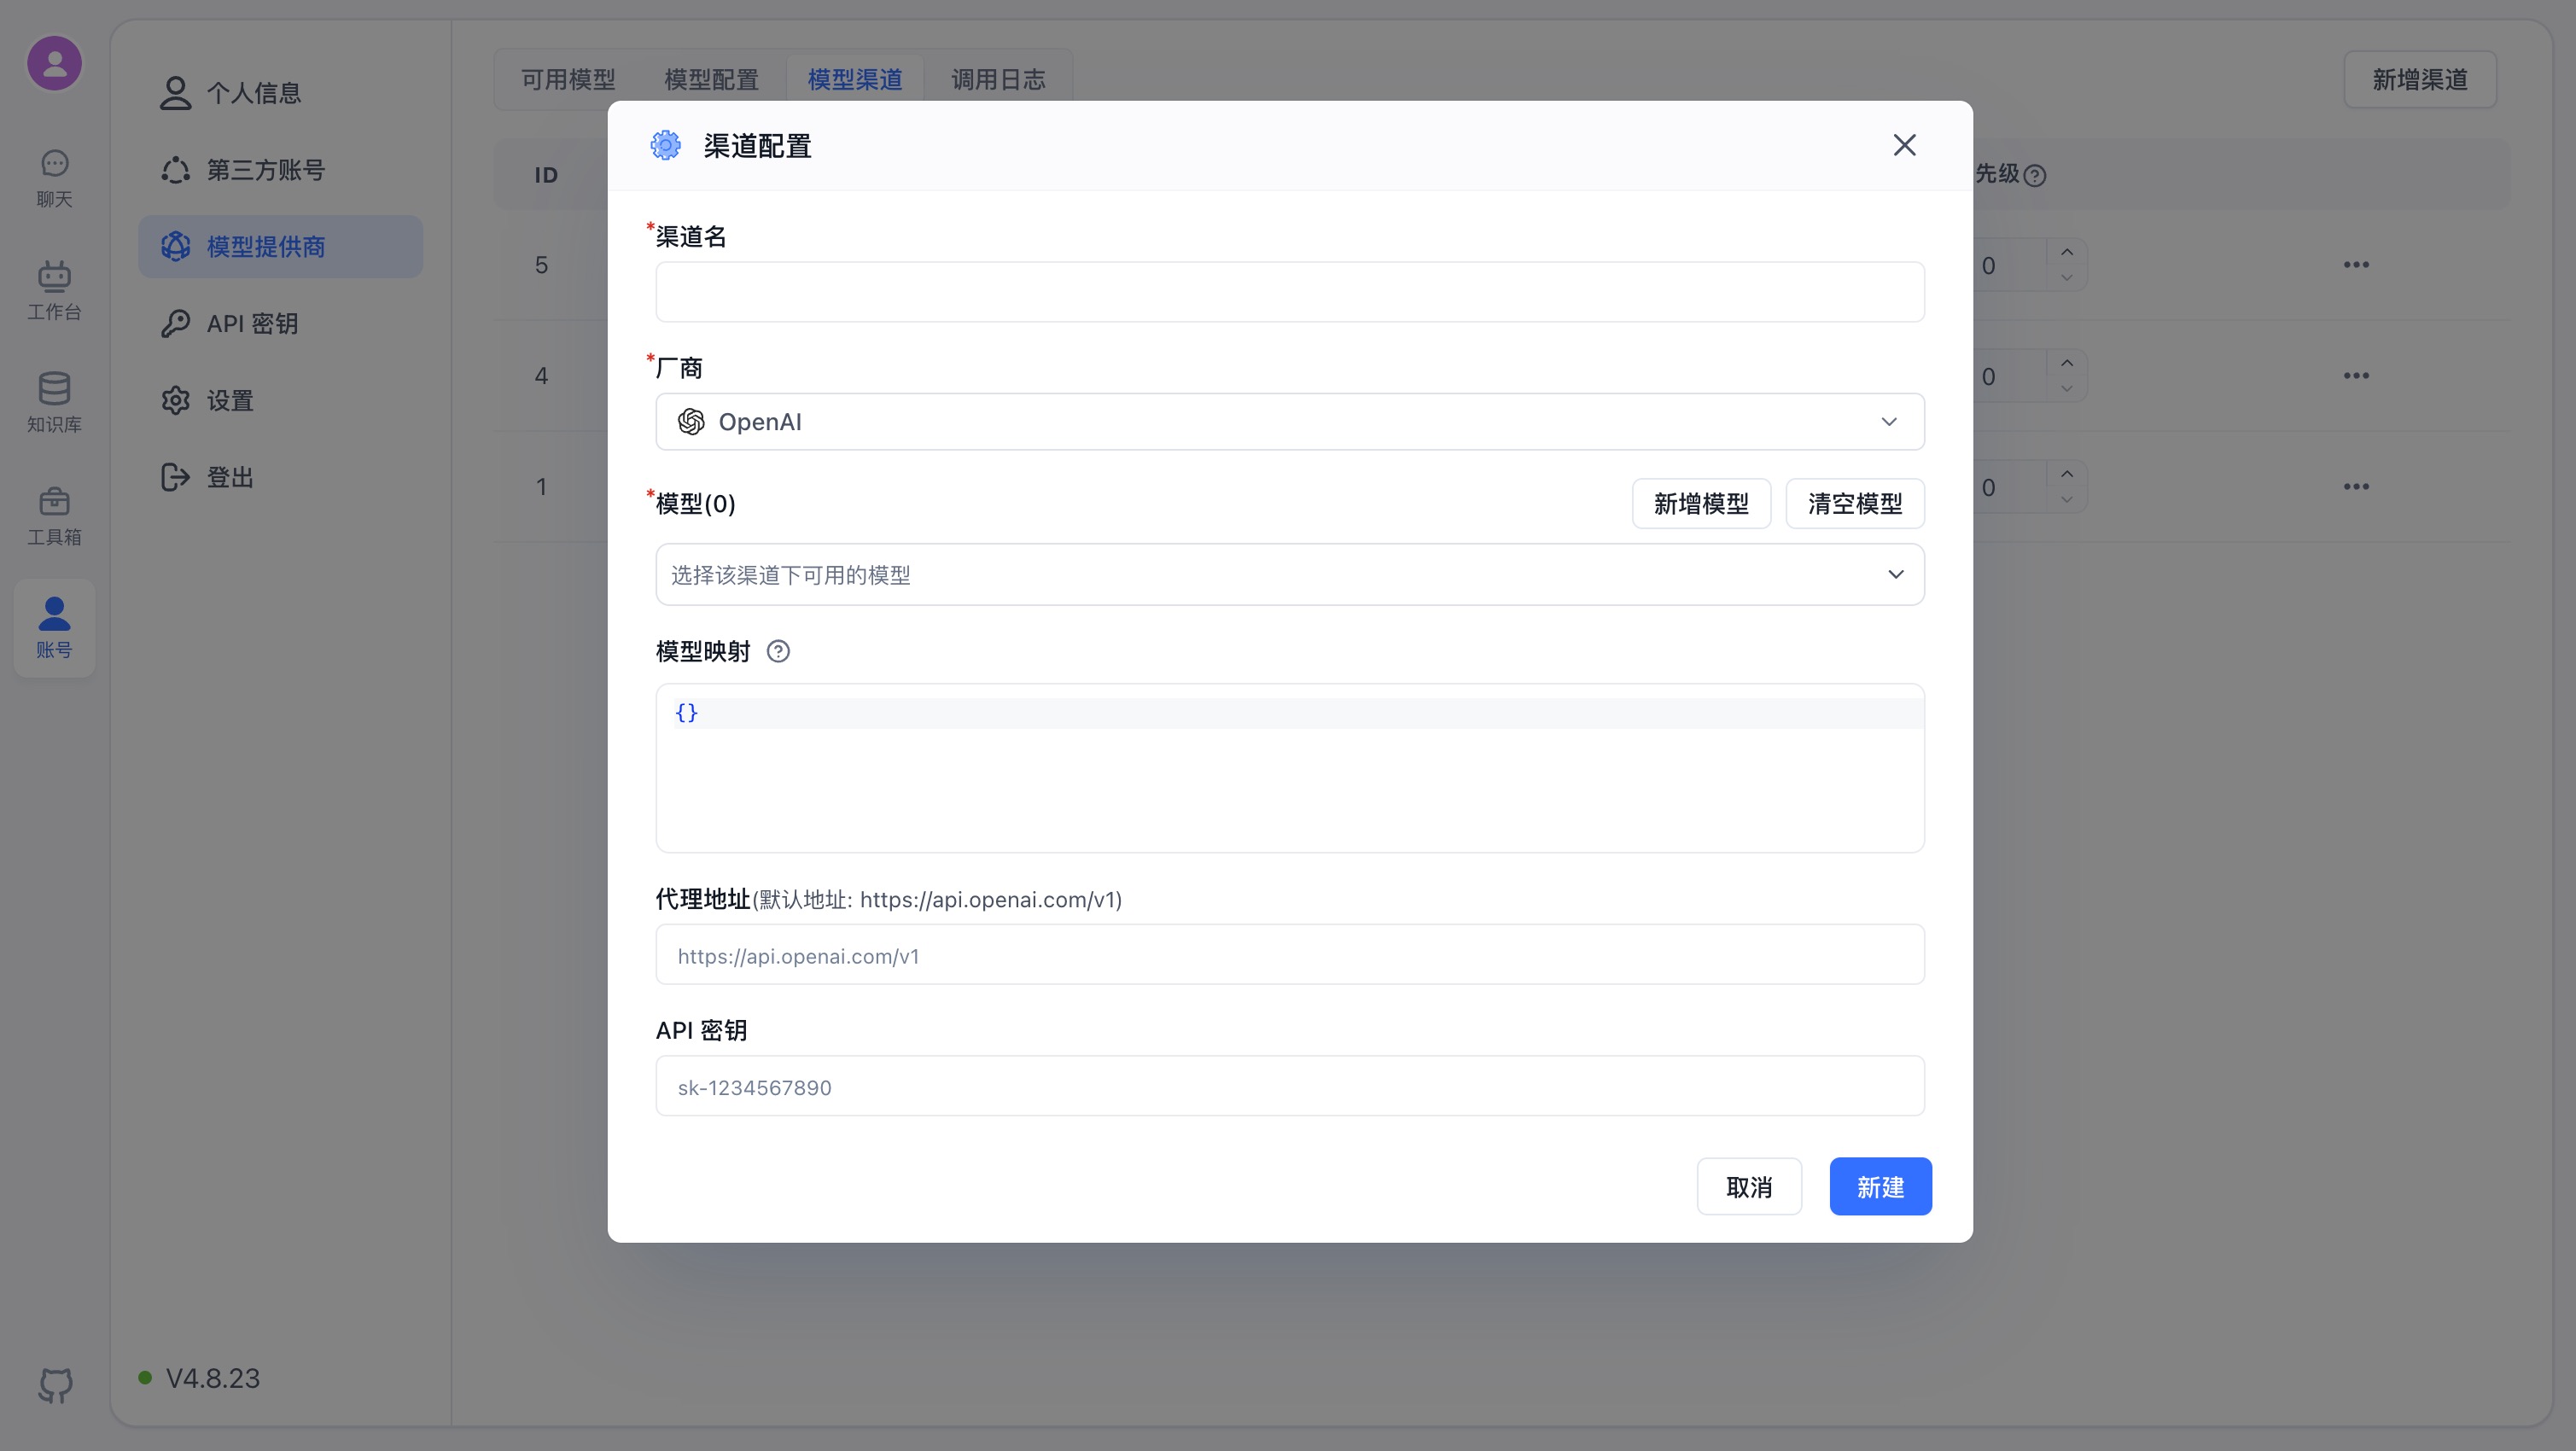 聊天
工作台
知识库
工具箱
账号
个人信息
第三方账号
模型提供商
API 密钥
设置
登出
V4.8.23
可用模型 模型配置 模型渠道 调用日志
新增渠道
ID
先级
5
0
4
0
1
0
渠道配置
*渠道名
*厂商
OpenAI
*模型(0)
新增模型 清空模型
选择该渠道下可用的模型
模型映射
{}
代理地址(默认地址: https://api.openai.com/v1)
https://api.openai.com/v1
API 密钥
sk-1234567890
取消 新建